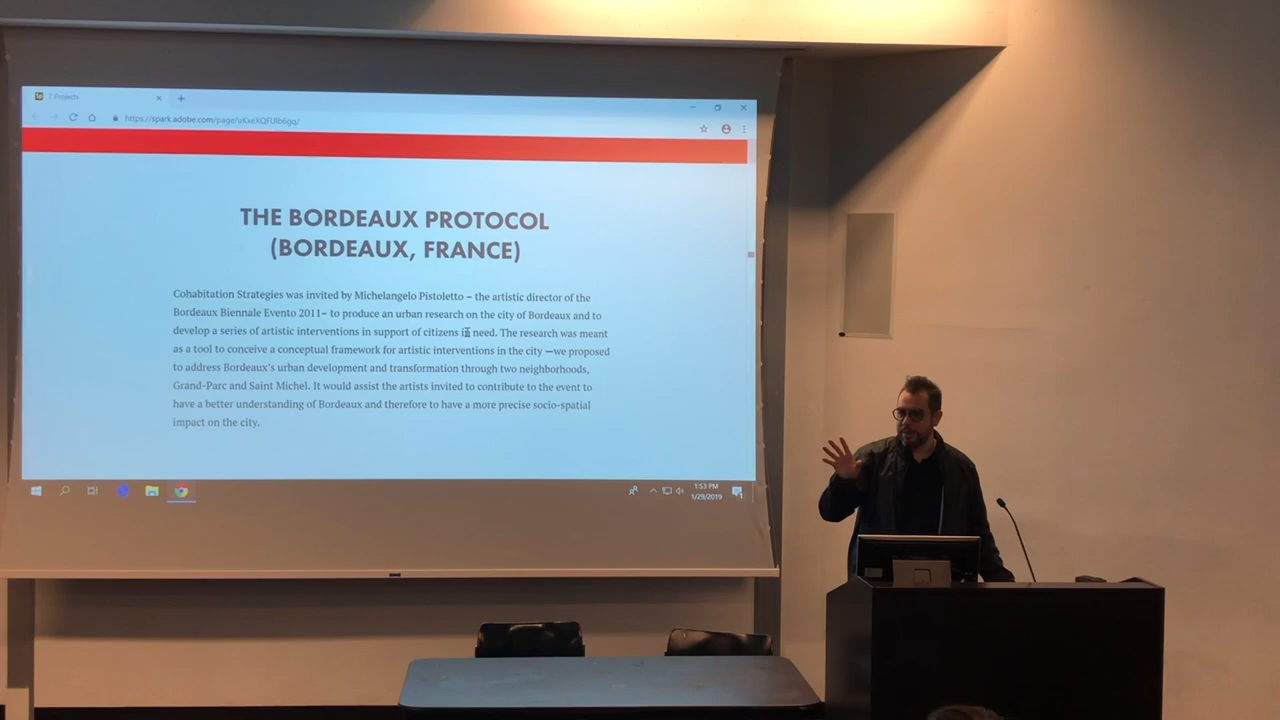 7 Projects
https://spark.adobe.com/page/uKxeXQFUlb6gq/
THE BORDEAUX PROTOCOL
(BORDEAUX, FRANCE)
Cohabitation Strategies was invited by Michelangelo Pistoletto – the artistic director of the
Bordeaux Biennale Evento 2011– to produce an urban research on the city of Bordeaux and to
develop a series of artistic interventions in support of citizens in need. The research was meant
as a tool to conceive a conceptual framework for artistic interventions in the city —we proposed
to address Bordeaux's urban development and transformation through two neighborhoods,
Grand-Parc and Saint Michel. It would assist the artists invited to contribute to the event to
have a better understanding of Bordeaux and therefore to have a more precise socio-spatial
impact on the city.
1:53 PM
1/29/2019